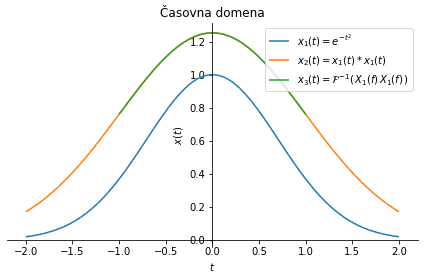 Časovna domena
x₁(t) = e^{-t²}
x₂(t) = x₁(t) * x₁(t)
x₃(t) = ℱ⁻¹( X₁(f) X₁(f) )
x(t)
1.2
1.0
0.8
0.6
0.4
0.2
0.0
−2.0 −1.5 −1.0 −0.5 0.0 0.5 1.0 1.5 2.0
t